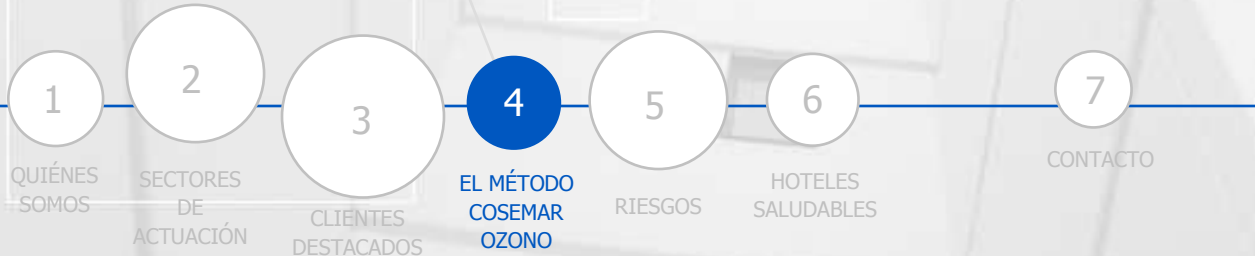 1
QUIÉNES
SOMOS
2
SECTORES
DE
ACTUACIÓN
3
CLIENTES
DESTACADOS
4
EL MÉTODO
COSEMAR
OZONO
5
RIESGOS
6
HOTELES
SALUDABLES
7
CONTACTO